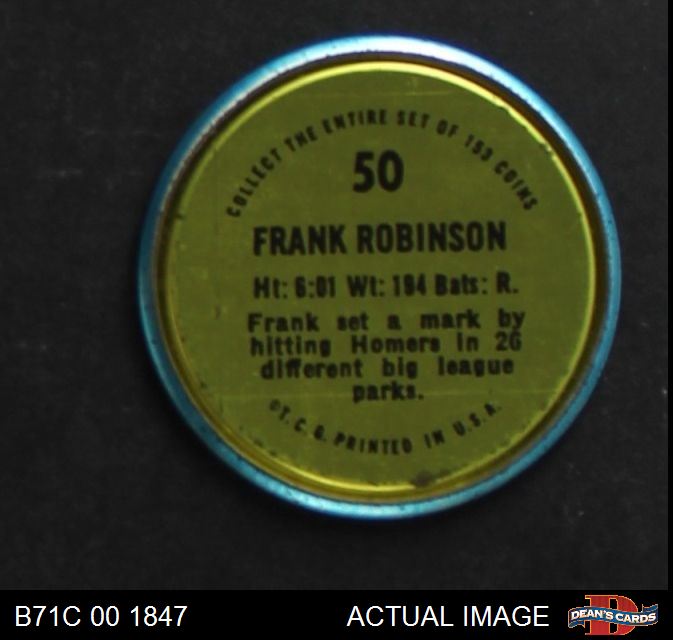 COLLECT THE ENTIRE SET OF 153 COINS
50
FRANK ROBINSON
Ht: 6:01 Wt: 194 Bats: R.
Frank set a mark by
hitting Homers in 26
different big league
parks.
©T.C.G. PRINTED IN U.S.A.
B71C 00 1847
ACTUAL IMAGE
D
DEAN'S CARDS